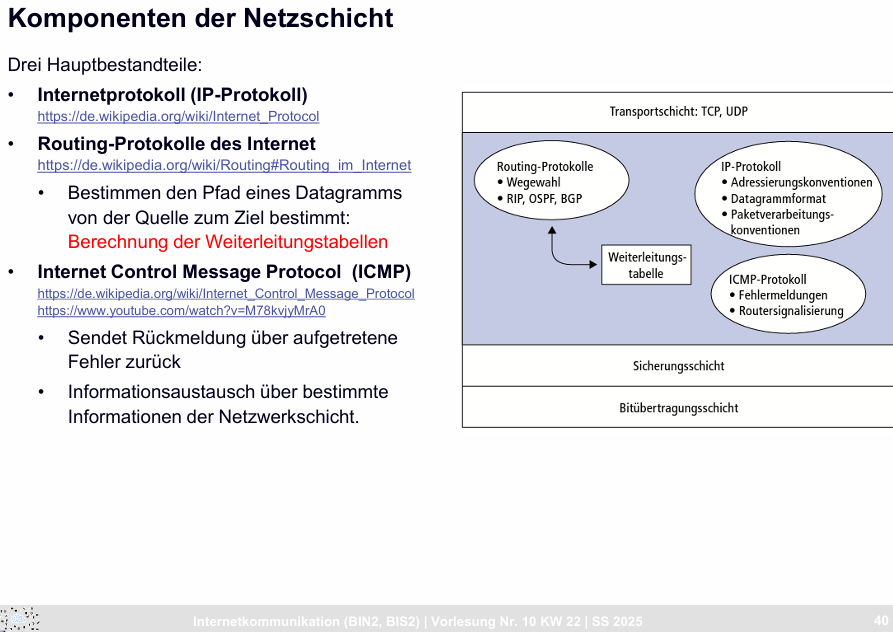 Komponenten der Netzschicht
Drei Hauptbestandteile:
• Internetprotokoll (IP-Protokoll)
https://de.wikipedia.org/wiki/Internet_Protocol
• Routing-Protokolle des Internet
https://de.wikipedia.org/wiki/Routing#Routing_im_Internet
• Bestimmen den Pfad eines Datagramms
von der Quelle zum Ziel bestimmt:
Berechnung der Weiterleitungstabellen
• Internet Control Message Protocol (ICMP)
https://de.wikipedia.org/wiki/Internet_Control_Message_Protocol
https://www.youtube.com/watch?v=M78kvjyMrA0
• Sendet Rückmeldung über aufgetretene
Fehler zurück
• Informationsaustausch über bestimmte
Informationen der Netzwerkschicht.
Transportschicht: TCP, UDP
Routing-Protokolle
• Wegewahl
• RIP, OSPF, BGP
Weiterleitungs-
tabelle
IP-Protokoll
• Adressierungskonventionen
• Datagrammformat
• Paketverarbeitungs-
konventionen
ICMP-Protokoll
• Fehlermeldungen
• Routersignalisierung
Sicherungsschicht
Bitübertragungsschicht
Internetkommunikation (BIN2, BIS2) | Vorlesung Nr. 10 KW 22 | SS 2025
40